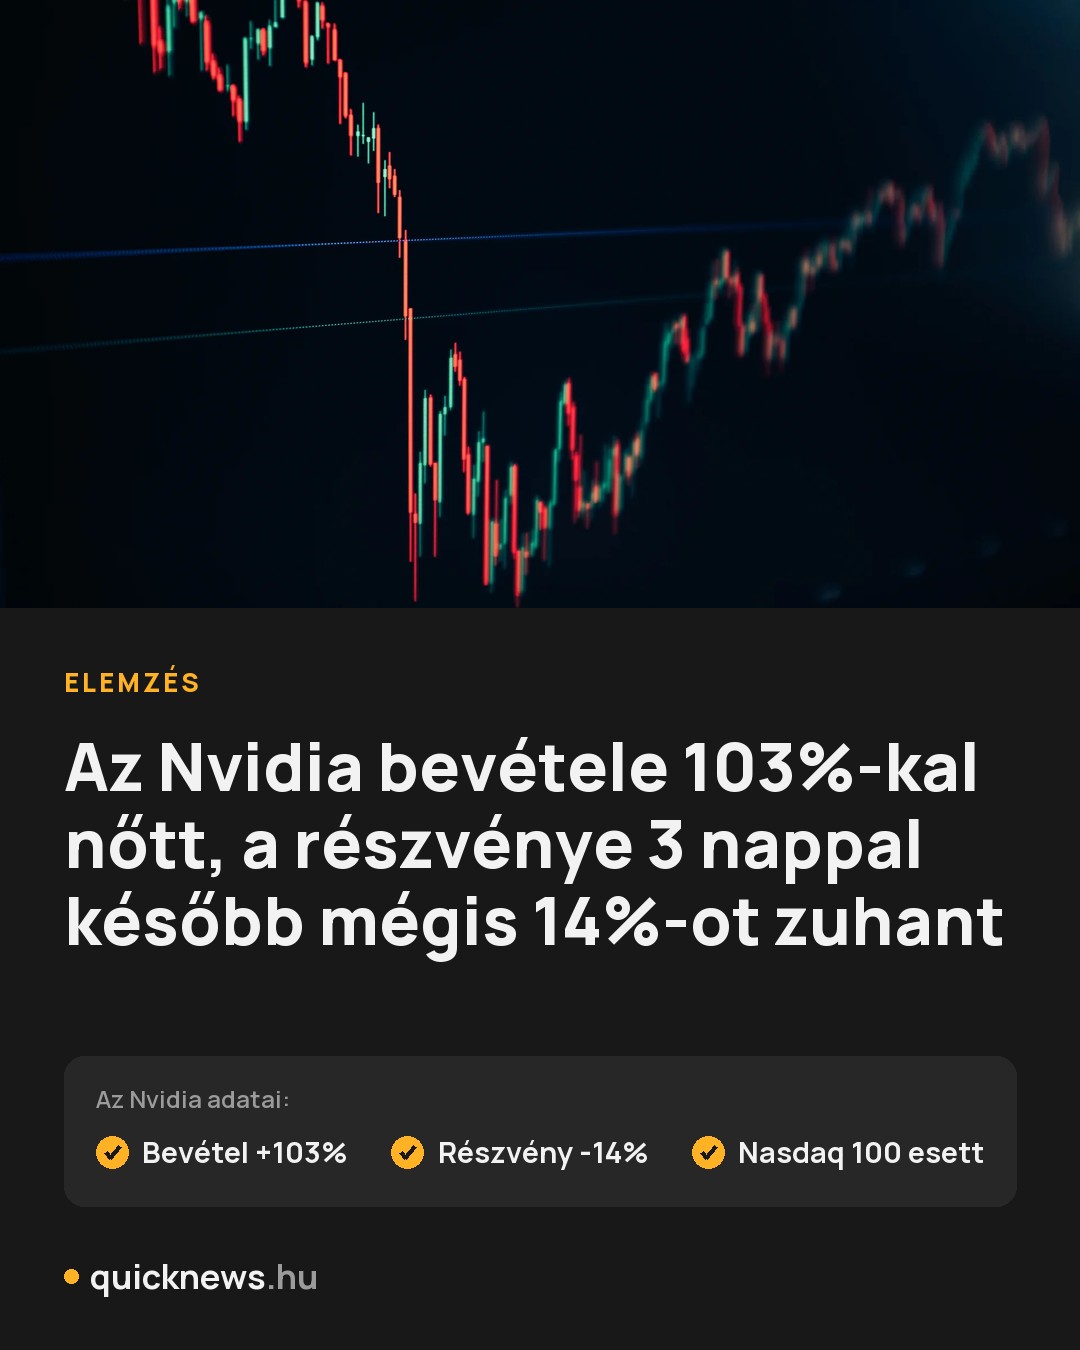 ELEMZÉS
Az Nvidia bevétele 103%-kal
nőtt, a részvénye 3 nappal
később mégis 14%-ot zuhant
Az Nvidia adatai:
Bevétel +103% Részvény -14% Nasdaq 100 esett
quicknews.hu